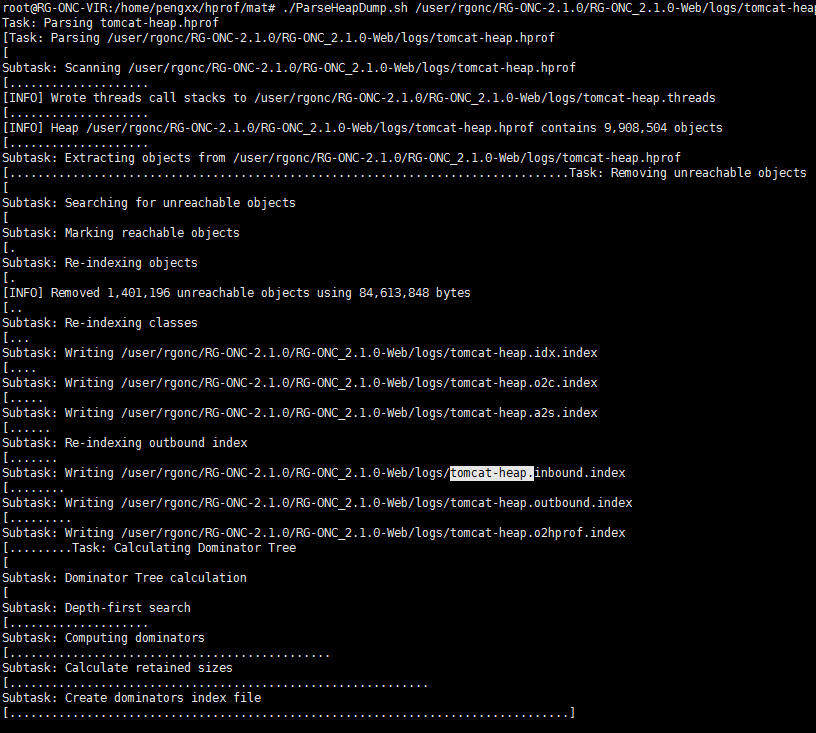 root@RG-ONC-VIR:/home/pengxx/hprof/mat# ./ParseHeapDump.sh /user/rgonc/RG-ONC-2.1.0/RG-ONC_2.1.0-Web/logs/tomcat-heap
Task: Parsing tomcat-heap.hprof
[Task: Parsing /user/rgonc/RG-ONC-2.1.0/RG-ONC_2.1.0-Web/logs/tomcat-heap.hprof
[
Subtask: Scanning /user/rgonc/RG-ONC-2.1.0/RG-ONC_2.1.0-Web/logs/tomcat-heap.hprof
[....................
[INFO] Wrote threads call stacks to /user/rgonc/RG-ONC-2.1.0/RG-ONC_2.1.0-Web/logs/tomcat-heap.threads
[....................
[INFO] Heap /user/rgonc/RG-ONC-2.1.0/RG-ONC_2.1.0-Web/logs/tomcat-heap.hprof contains 9,908,504 objects
[....................
Subtask: Extracting objects from /user/rgonc/RG-ONC-2.1.0/RG-ONC_2.1.0-Web/logs/tomcat-heap.hprof
[................................................................................Task: Removing unreachable objects
[
Subtask: Searching for unreachable objects
[
Subtask: Marking reachable objects
[.
Subtask: Re-indexing objects
[.
[INFO] Removed 1,401,196 unreachable objects using 84,613,848 bytes
[..
Subtask: Re-indexing classes
[...
Subtask: Writing /user/rgonc/RG-ONC-2.1.0/RG-ONC_2.1.0-Web/logs/tomcat-heap.idx.index
[....
Subtask: Writing /user/rgonc/RG-ONC-2.1.0/RG-ONC_2.1.0-Web/logs/tomcat-heap.o2c.index
[.....
Subtask: Writing /user/rgonc/RG-ONC-2.1.0/RG-ONC_2.1.0-Web/logs/tomcat-heap.a2s.index
[......
Subtask: Re-indexing outbound index
[.......
Subtask: Writing /user/rgonc/RG-ONC-2.1.0/RG-ONC_2.1.0-Web/logs/tomcat-heap.inbound.index
[........
Subtask: Writing /user/rgonc/RG-ONC-2.1.0/RG-ONC_2.1.0-Web/logs/tomcat-heap.outbound.index
[.........
Subtask: Writing /user/rgonc/RG-ONC-2.1.0/RG-ONC_2.1.0-Web/logs/tomcat-heap.o2hprof.index
[.........Task: Calculating Dominator Tree
[
Subtask: Dominator Tree calculation
[
Subtask: Depth-first search
[....................
Subtask: Computing dominators
[..............................................
Subtask: Calculate retained sizes
[............................................................
Subtask: Create dominators index file
[................................................................................]